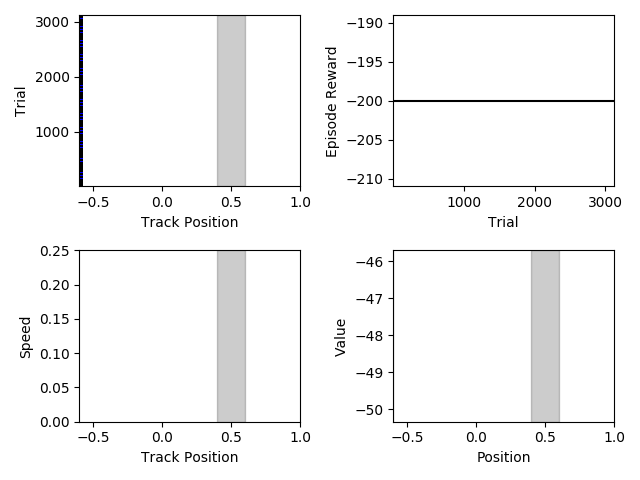 3000
2000
1000
Trial
−0.5 0.0 0.5 1.0
Track Position
−190
−195
−200
−205
−210
Episode Reward
1000 2000 3000
Trial
0.25
0.20
0.15
0.10
0.05
0.00
Speed
−0.5 0.0 0.5 1.0
Track Position
−46
−47
−48
−49
−50
Value
−0.5 0.0 0.5 1.0
Position